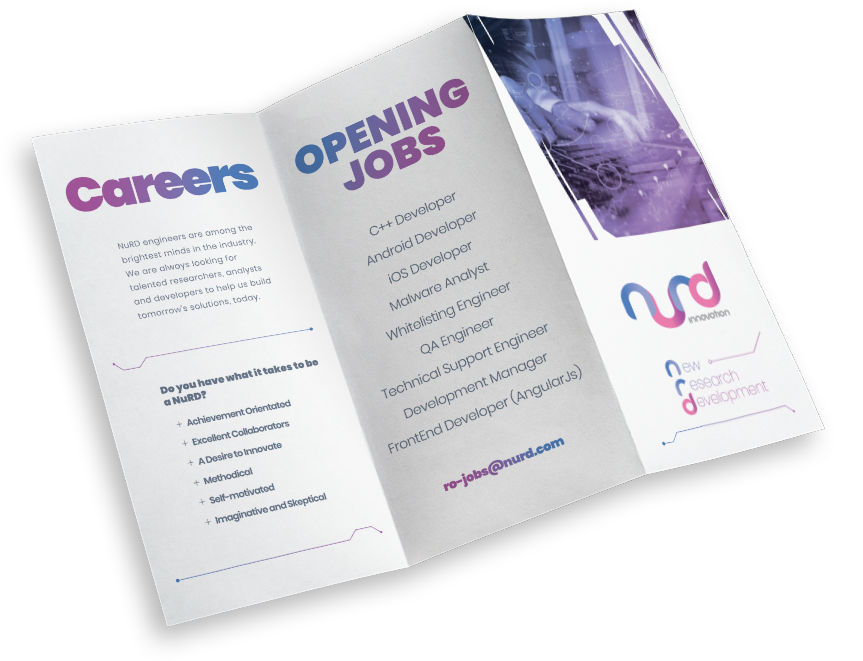 Careers
NuRD engineers are among the
brightest minds in the industry.
We are always looking for
talented researchers, analysts
and developers to help us build
tomorrow's solutions, today.
Do you have what it takes to be
a NuRD?
+ Achievement Orientated
+ Excellent Collaborators
+ A Desire to Innovate
+ Methodical
+ Self-motivated
+ Imaginative and Skeptical
OPENING
JOBS
C++ Developer
Android Developer
iOS Developer
Malware Analyst
Whitelisting Engineer
QA Engineer
Technical Support Engineer
Development Manager
FrontEnd Developer (AngularJs)
ro-jobs@nurd.com
nurd
innovation
new
research
development